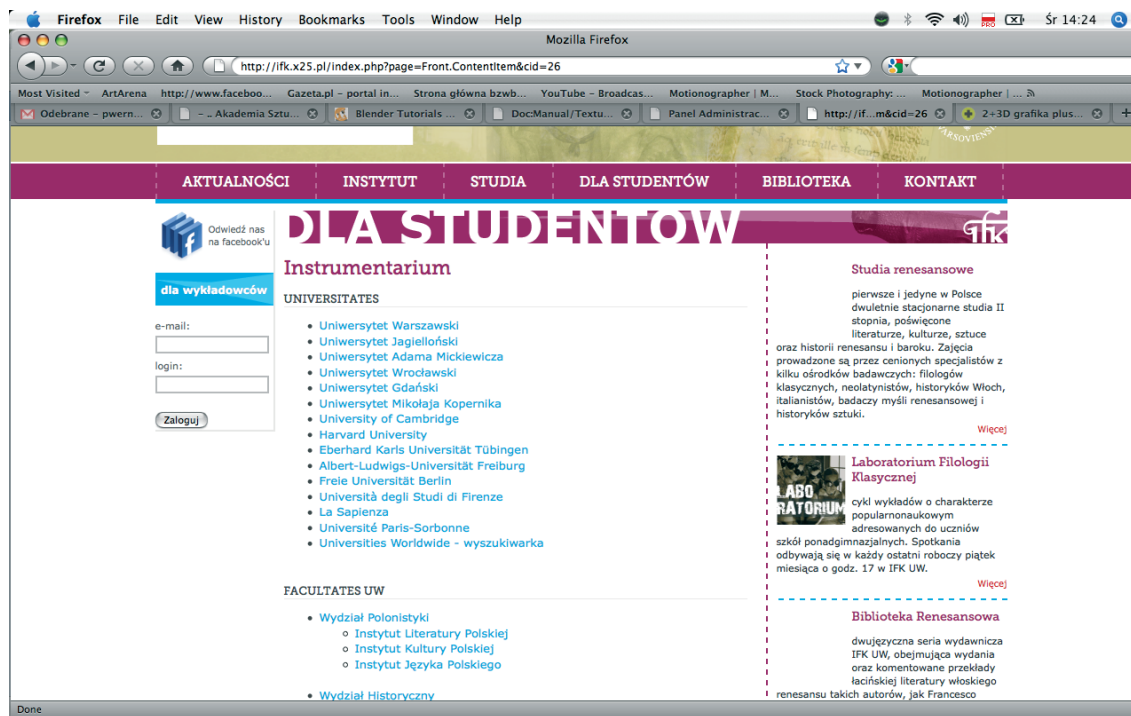 Firefox File Edit View History Bookmarks Tools Window Help
PRO
Śr 14:24
Mozilla Firefox
http://ifk.x25.pl/index.php?page=Front.ContentItem&cid=26
Most Visited ArtArena http://www.faceboo... Gazeta.pl – portal in... Strona główna bzwb... YouTube – Broadcas... Motionographer | M... Stock Photography: ... Motionographer | ...
Odebrane – pwern... – .. Akademia Sztu... Blender Tutorials ... Doc:Manual/Textu... Panel Administrac... http://if...m&cid=26 2+3D grafika plus...
AKTUALNOŚCI INSTYTUT STUDIA DLA STUDENTÓW BIBLIOTEKA KONTAKT
Odwiedź nas
na facebook'u
DLA STUDENTÓW
ifk
dla wykładowców
e-mail:
login:
Zaloguj
Instrumentarium
UNIVERSITATES
Uniwersytet Warszawski
Uniwersytet Jagielloński
Uniwersytet Adama Mickiewicza
Uniwersytet Wrocławski
Uniwersytet Gdański
Uniwersytet Mikołaja Kopernika
University of Cambridge
Harvard University
Eberhard Karls Universität Tübingen
Albert-Ludwigs-Universität Freiburg
Freie Universität Berlin
Università degli Studi di Firenze
La Sapienza
Université Paris-Sorbonne
Universities Worldwide - wyszukiwarka
FACULTATES UW
Wydział Polonistyki
Instytut Literatury Polskiej
Instytut Kultury Polskiej
Instytut Języka Polskiego
Wydział Historyczny
Studia renesansowe
pierwsze i jedyne w Polsce
dwuletnie stacjonarne studia II
stopnia, poświęcone
literaturze, kulturze, sztuce
oraz historii renesansu i baroku. Zajęcia
prowadzone są przez cenionych specjalistów z
kilku ośrodków badawczych: filologów
klasycznych, neolatynistów, historyków Włoch,
italianistów, badaczy myśli renesansowej i
historyków sztuki.
Więcej
LABO
RATORIUM
Laboratorium Filologii
Klasycznej
cykl wykładów o charakterze
popularnonaukowym
adresowanych do uczniów
szkół ponadgimnazjalnych. Spotkania
odbywają się w każdy ostatni roboczy piątek
miesiąca o godz. 17 w IFK UW.
Więcej
Biblioteka Renesansowa
dwujęzyczna seria wydawnicza
IFK UW, obejmująca wydania
oraz komentowane przekłady
łacińskiej literatury włoskiego
renesansu takich autorów, jak Francesco
Done